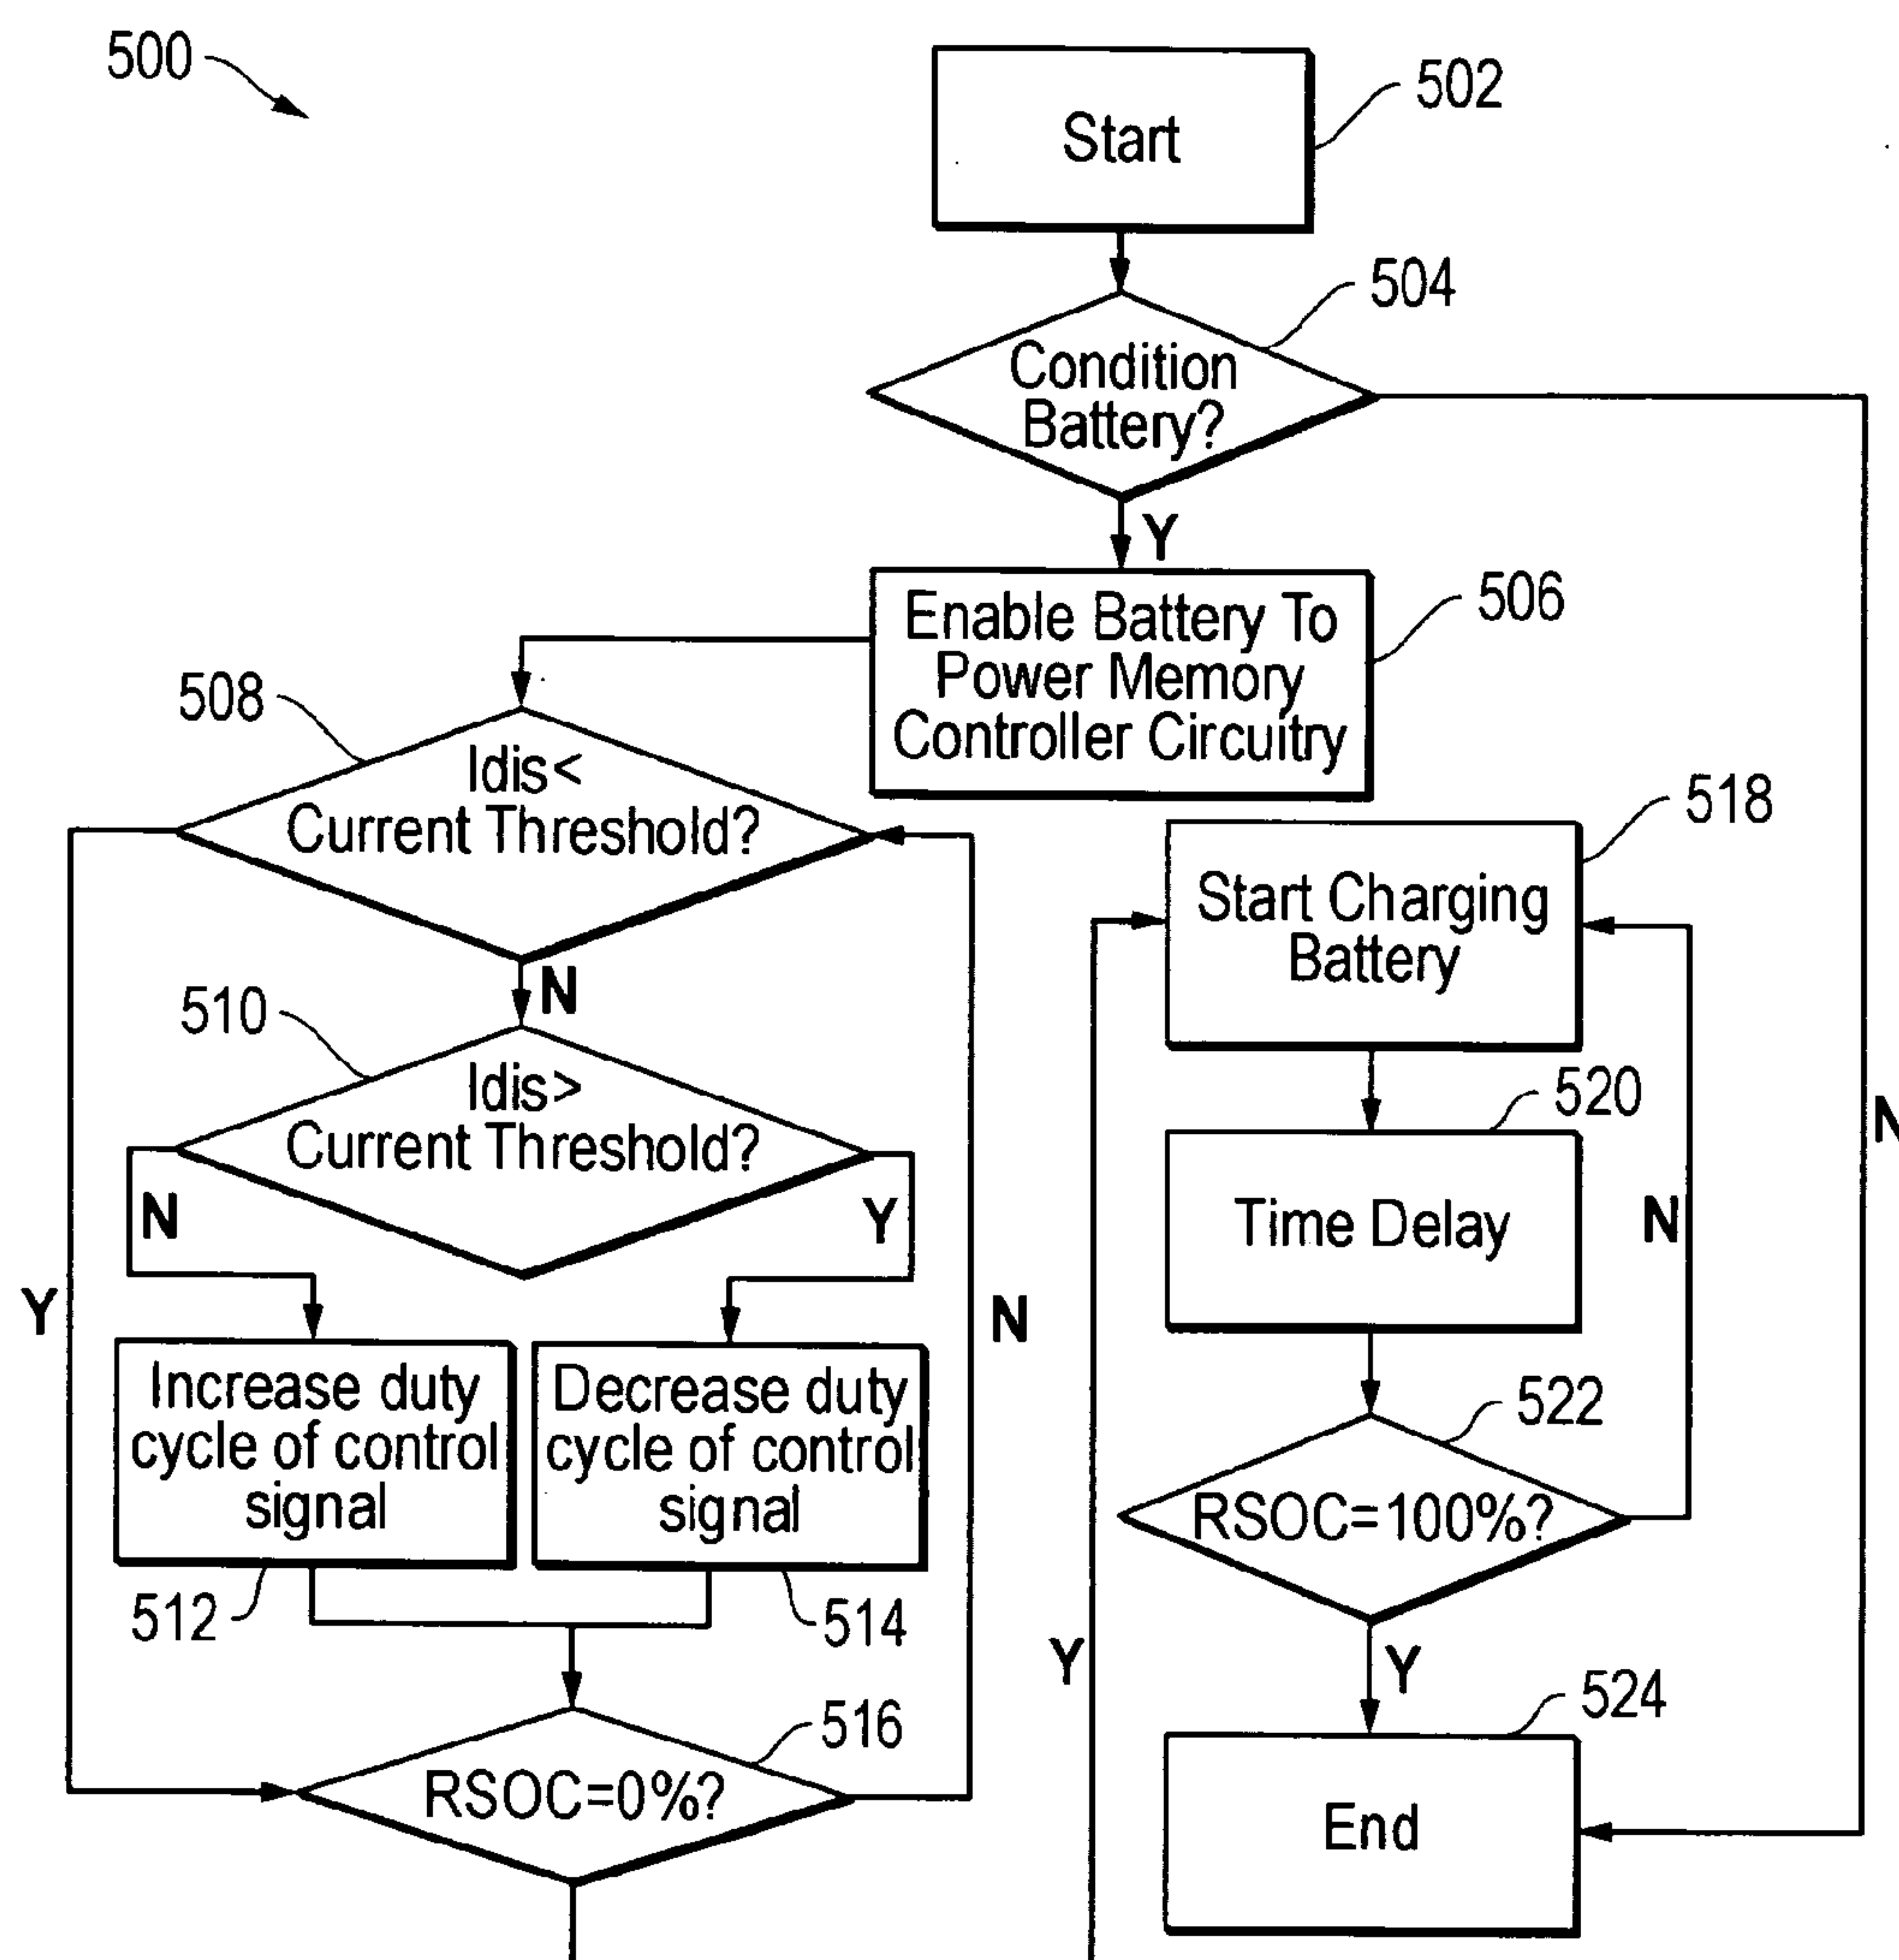 500
Start
502
Condition
Battery?
504
Y
N
Enable Battery To
Power Memory
Controller Circuitry
506
508
Idis<
Current Threshold?
N
Y
510
Idis>
Current Threshold?
N
Y
Increase duty
cycle of control
signal
512
Decrease duty
cycle of control
signal
514
N
RSOC=0%?
516
Y
Start Charging
Battery
518
Time Delay
520
N
RSOC=100%?
522
Y
End
524